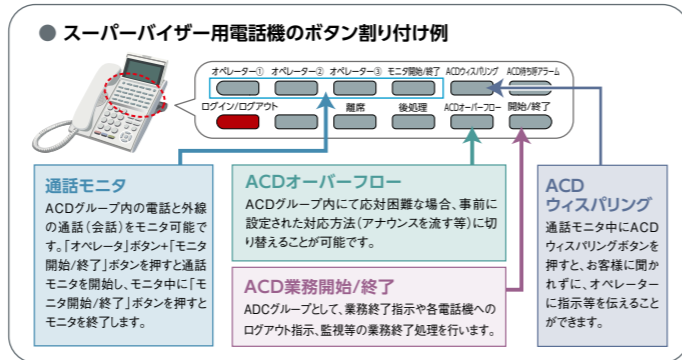 ● スーパーバイザー用電話機のボタン割り付け例
オペレーター① オペレーター② オペレーター③ モニタ開始/終了 ACDウィスパリング ACD待ち呼アラーム
ログイン/ログアウト 離席 後処理 ACDオーバーフロー 開始/終了
通話モニタ
ACDグループ内の電話と外線
の通話(会話)をモニタ可能で
す。「オペレータ」ボタン+「モニタ
開始/終了」ボタンを押すと通話
モニタを開始し、モニタ中に「モ
ニタ開始/終了」ボタンを押すと
モニタを終了します。
ACDオーバーフロー
ACDグループ内にて応対困難な場合、事前に
設定された対応方法(アナウンスを流す等)に切
り替えることが可能です。
ACD業務開始/終了
ADCグループとして、業務終了指示や各電話機への
ログアウト指示、監視等の業務終了処理を行います。
ACD
ウィスパリング
通話モニタ中にACD
ウィスパリングボタンを
押すと、お客様に聞か
れずに、オペレーター
に指示等を伝えること
ができます。